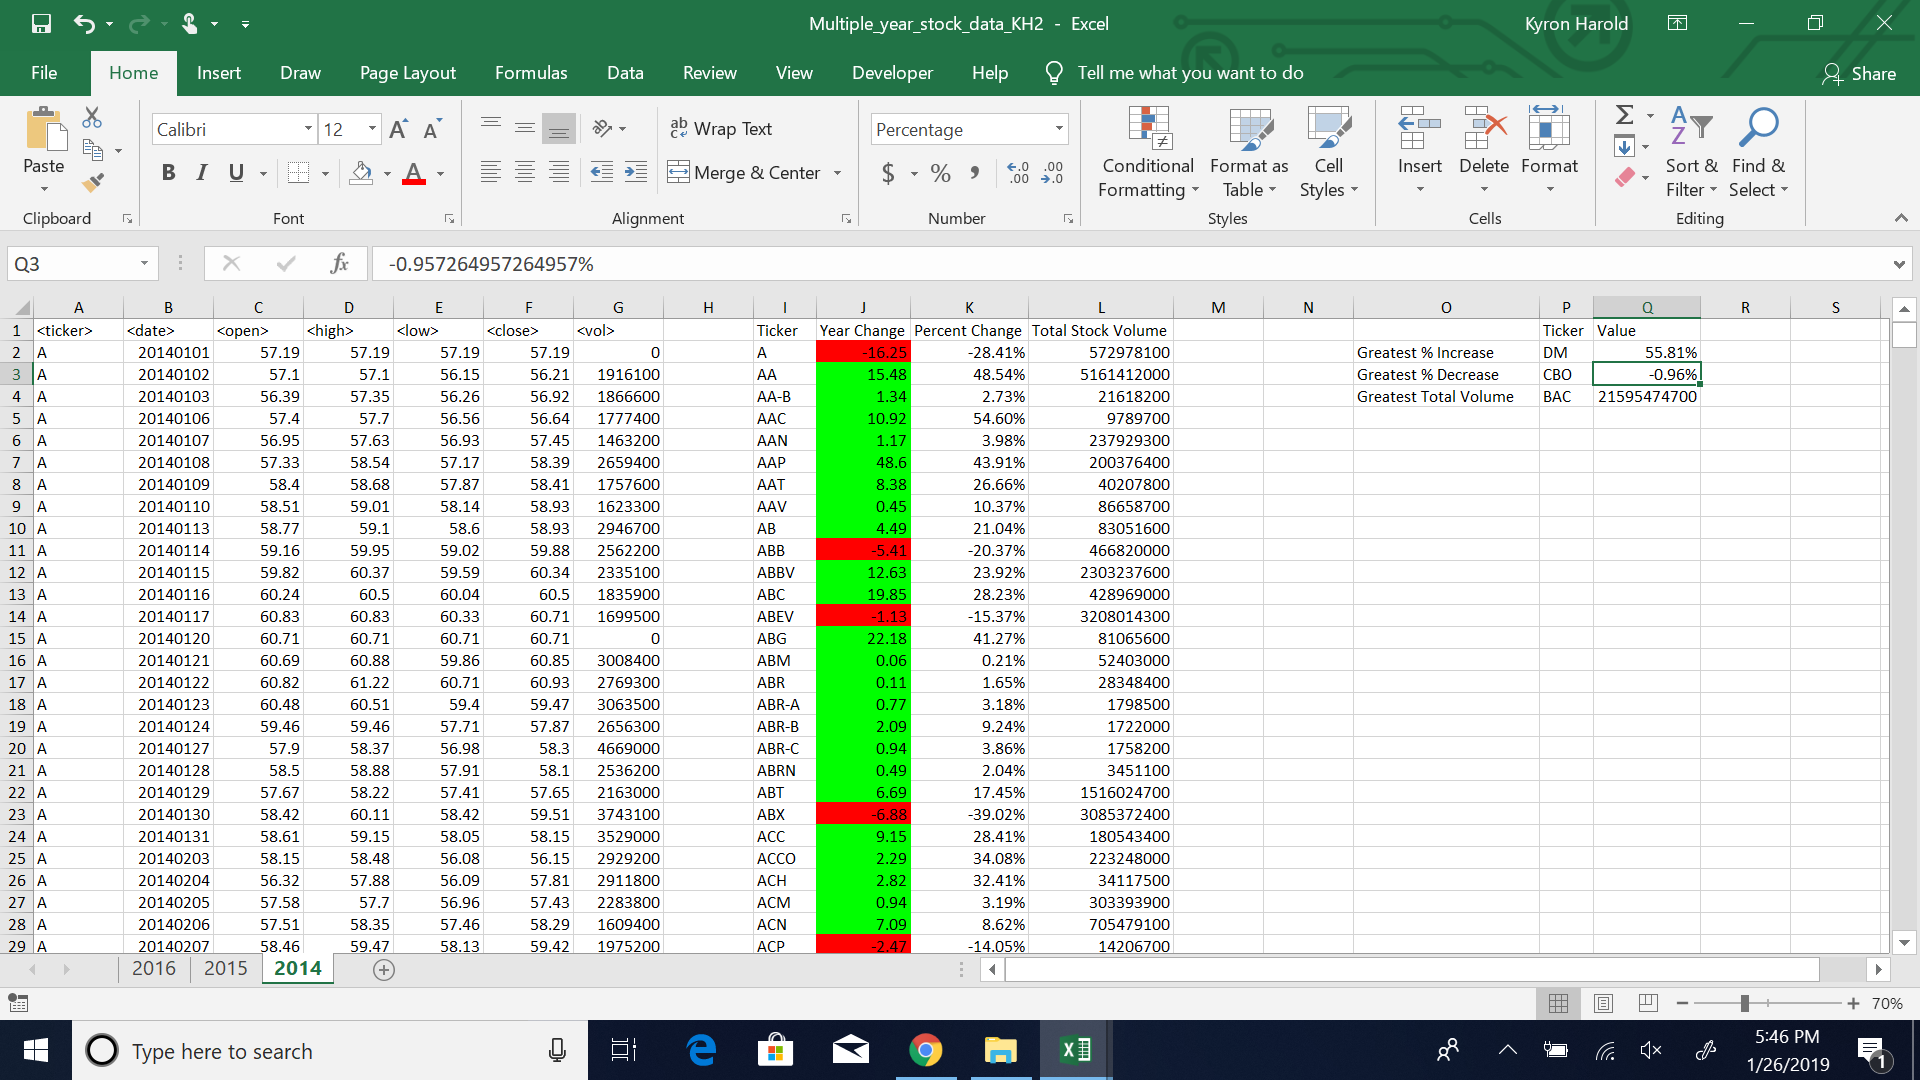 Multiple_year_stock_data_KH2 - Excel
Kyron Harold
File Home Insert Draw Page Layout Formulas Data Review View Developer Help Tell me what you want to do Share
Paste
Clipboard
Calibri 12
B I U
Font
Wrap Text
Merge & Center
Alignment
Percentage
$ % ,
Number
Conditional Formatting
Format as Table
Cell Styles
Styles
Insert
Delete
Format
Cells
Sort & Filter
Find & Select
Editing
Q3 fx -0.957264957264957%
A B C D E F G H I J K L M N O P Q R S
1 <ticker> <date> <open> <high> <low> <close> <vol> Ticker Year Change Percent Change Total Stock Volume Ticker Value
2 A 20140101 57.19 57.19 57.19 57.19 0 A -16.25 -28.41% 572978100 Greatest % Increase DM 55.81%
3 A 20140102 57.1 57.1 56.15 56.21 1916100 AA 15.48 48.54% 5161412000 Greatest % Decrease CBO -0.96%
4 A 20140103 56.39 57.35 56.26 56.92 1866600 AA-B 1.34 2.73% 21618200 Greatest Total Volume BAC 21595474700
5 A 20140106 57.4 57.7 56.56 56.64 1777400 AAC 10.92 54.60% 9789700
6 A 20140107 56.95 57.63 56.93 57.45 1463200 AAN 1.17 3.98% 237929300
7 A 20140108 57.33 58.54 57.17 58.39 2659400 AAP 48.6 43.91% 200376400
8 A 20140109 58.4 58.68 57.87 58.41 1757600 AAT 8.38 26.66% 40207800
9 A 20140110 58.51 59.01 58.14 58.93 1623300 AAV 0.45 10.37% 86658700
10 A 20140113 58.77 59.1 58.6 58.93 2946700 AB 4.49 21.04% 83051600
11 A 20140114 59.16 59.95 59.02 59.88 2562200 ABB -5.41 -20.37% 466820000
12 A 20140115 59.82 60.37 59.59 60.34 2335100 ABBV 12.63 23.92% 2303237600
13 A 20140116 60.24 60.5 60.04 60.5 1835900 ABC 19.85 28.23% 428969000
14 A 20140117 60.83 60.83 60.33 60.71 1699500 ABEV -1.13 -15.37% 3208014300
15 A 20140120 60.71 60.71 60.71 60.71 0 ABG 22.18 41.27% 81065600
16 A 20140121 60.69 60.88 59.86 60.85 3008400 ABM 0.06 0.21% 52403000
17 A 20140122 60.82 61.22 60.71 60.93 2769300 ABR 0.11 1.65% 28348400
18 A 20140123 60.48 60.51 59.4 59.47 3063500 ABR-A 0.77 3.18% 1798500
19 A 20140124 59.46 59.46 57.71 57.87 2656300 ABR-B 2.09 9.24% 1722000
20 A 20140127 57.9 58.37 56.98 58.3 4669000 ABR-C 0.94 3.86% 1758200
21 A 20140128 58.5 58.88 57.91 58.1 2536200 ABRN 0.49 2.04% 3451100
22 A 20140129 57.67 58.22 57.41 57.65 2163000 ABT 6.69 17.45% 1516024700
23 A 20140130 58.42 60.11 58.42 59.51 3743100 ABX -6.88 -39.02% 3085372400
24 A 20140131 58.61 59.15 58.05 58.15 3529000 ACC 9.15 28.41% 180543400
25 A 20140203 58.15 58.48 56.08 56.15 2929200 ACCO 2.29 34.08% 223248000
26 A 20140204 56.32 57.88 56.09 57.81 2911800 ACH 2.82 32.41% 34117500
27 A 20140205 57.58 57.7 56.96 57.43 2283800 ACM 0.94 3.19% 303393900
28 A 20140206 57.51 58.35 57.46 58.29 1609400 ACN 7.09 8.62% 705479100
29 A 20140207 58.46 59.47 58.13 59.42 1975200 ACP -2.47 -14.05% 14206700
2016 2015 2014
70%
Type here to search
5:46 PM
1/26/2019
1